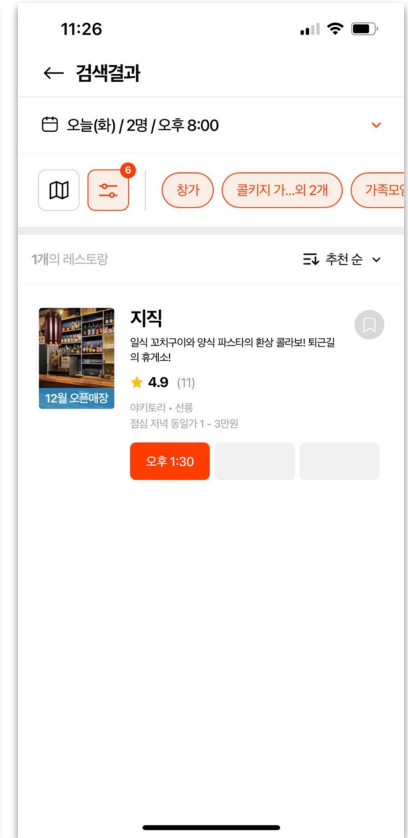 11:26
검색결과
오늘(화) / 2명 / 오후 8:00
6
창가
콜키지 가...외 2개
가족모임
1개의 레스토랑
추천 순
지직
일식 꼬치구이와 양식 파스타의 환상 콜라보! 퇴근길
의 휴게소!
4.9 (11)
12월 오픈매장
야키토리 • 선릉
점심 저녁 동일가 1 - 3만원
오후 1:30